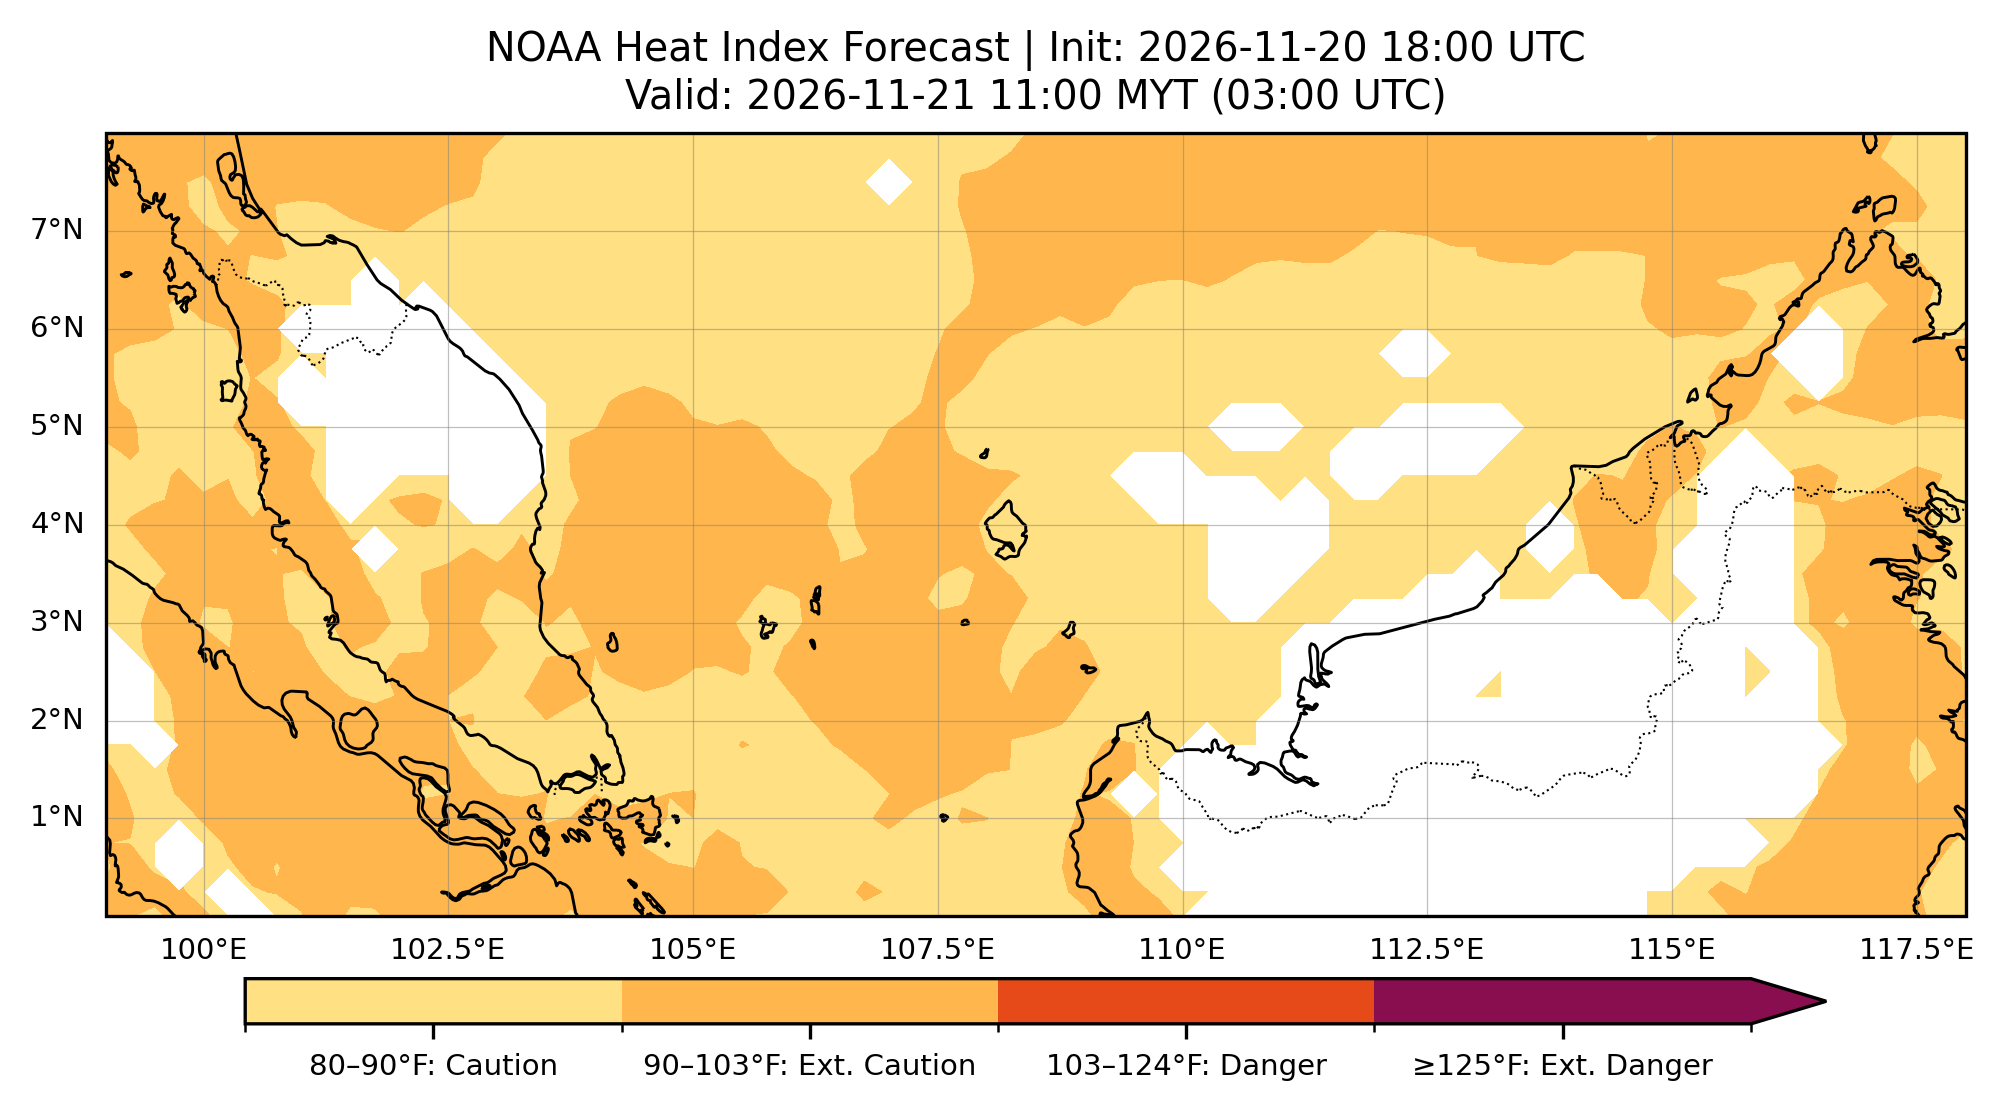 NOAA Heat Index Forecast | Init: 2026-11-20 18:00 UTC
Valid: 2026-11-21 11:00 MYT (03:00 UTC)
7°N
6°N
5°N
4°N
3°N
2°N
1°N
100°E 102.5°E 105°E 107.5°E 110°E 112.5°E 115°E 117.5°E
80–90°F: Caution 90–103°F: Ext. Caution 103–124°F: Danger ≥125°F: Ext. Danger